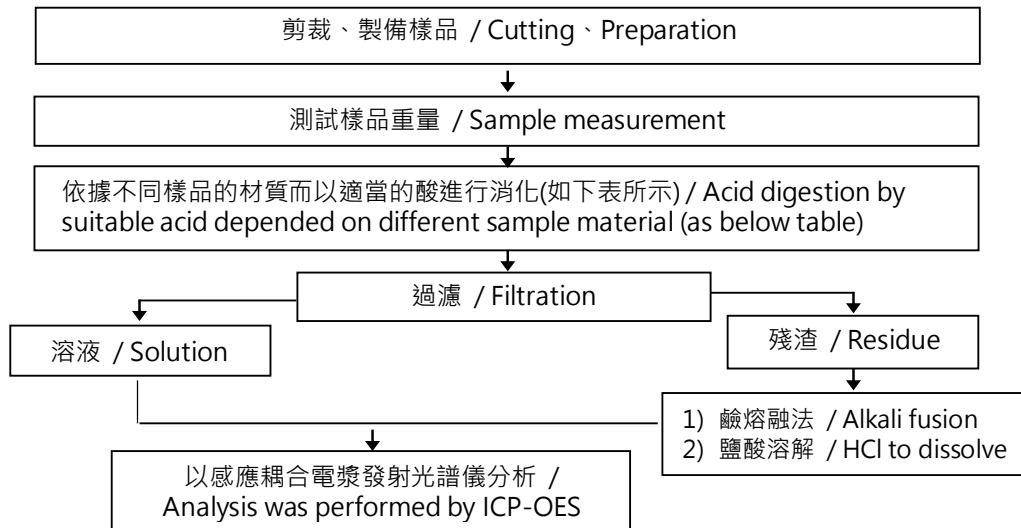 剪裁、製備樣品 / Cutting、Preparation
測試樣品重量 / Sample measurement
依據不同樣品的材質而以適當的酸進行消化(如下表所示) / Acid digestion by
suitable acid depended on different sample material (as below table)
過濾 / Filtration
溶液 / Solution
殘渣 / Residue
1) 鹼熔融法 / Alkali fusion
2) 鹽酸溶解 / HCl to dissolve
以感應耦合電漿發射光譜儀分析 /
Analysis was performed by ICP-OES